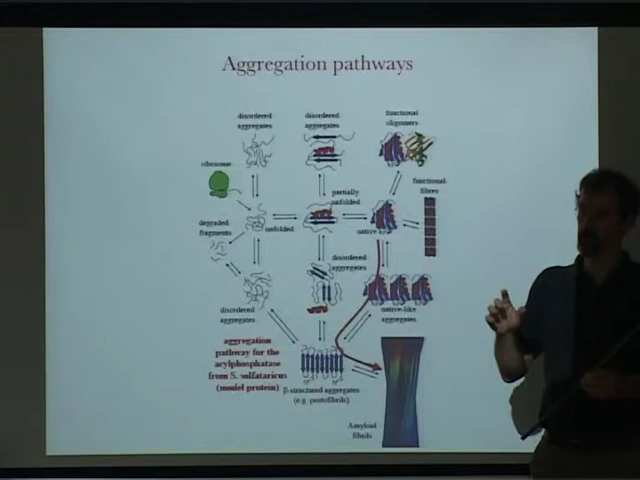 Aggregation pathways
disordered
aggregates
disordered
aggregates
functional
oligomers
ribosome
functional
fibres
partially
unfolded
degraded
fragments
unfolded
native
disordered
aggregates
disordered
aggregates
native-like
aggregates
aggregation
pathway for the
acylphosphatase
from S. solfataricus
(model protein)
β-structured aggregates
(e.g. protofibrils)
Amyloid
fibrils